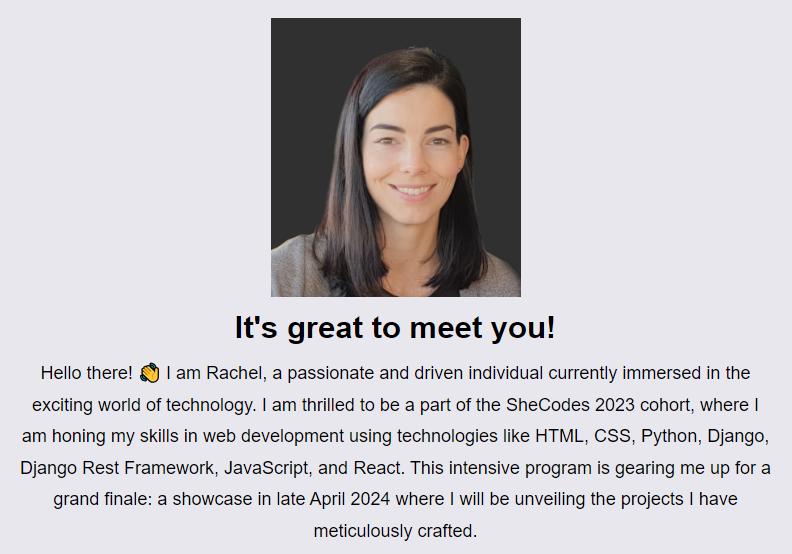 It's great to meet you!
Hello there! 👋 I am Rachel, a passionate and driven individual currently immersed in the
exciting world of technology. I am thrilled to be a part of the SheCodes 2023 cohort, where I
am honing my skills in web development using technologies like HTML, CSS, Python, Django,
Django Rest Framework, JavaScript, and React. This intensive program is gearing me up for a
grand finale: a showcase in late April 2024 where I will be unveiling the projects I have
meticulously crafted.